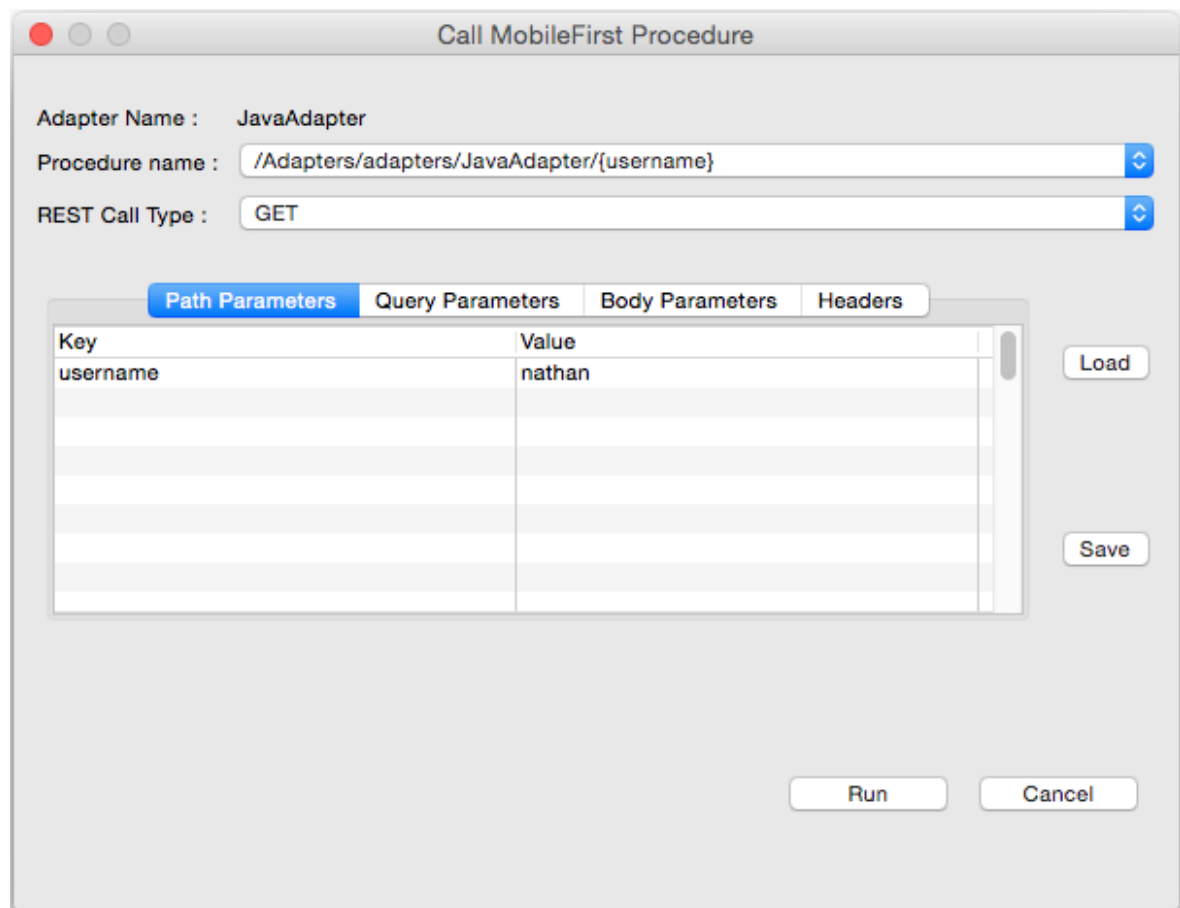 Call MobileFirst Procedure
Adapter Name : JavaAdapter
Procedure name : /Adapters/adapters/JavaAdapter/{username}
REST Call Type : GET
Path Parameters Query Parameters Body Parameters Headers
Key Value
Load
username nathan
Save
Run Cancel